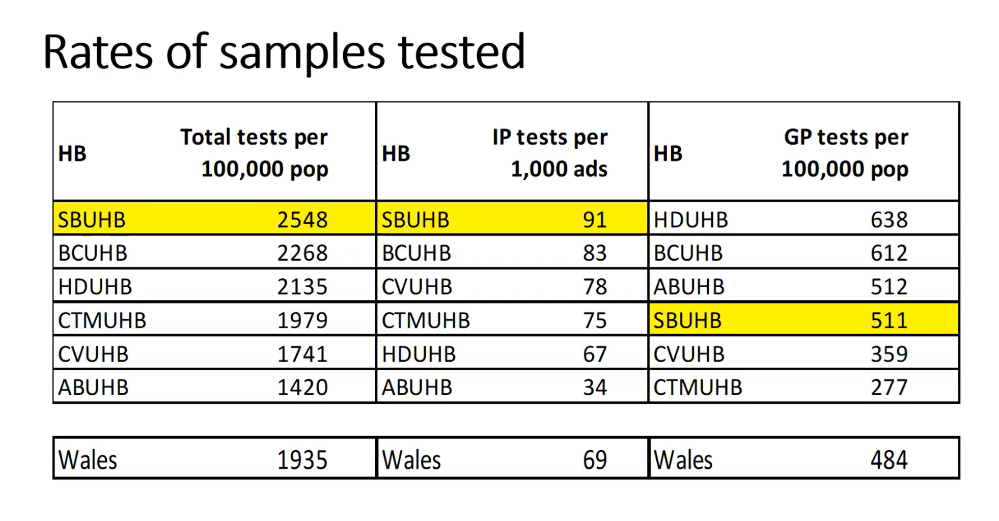 Rates of samples tested
HB Total tests per 100,000 pop HB IP tests per 1,000 ads HB GP tests per 100,000 pop
SBUHB 2548 SBUHB 91 HDUHB 638
BCUHB 2268 BCUHB 83 BCUHB 612
HDUHB 2135 CVUHB 78 ABUHB 512
CTMUHB 1979 CTMUHB 75 SBUHB 511
CVUHB 1741 HDUHB 67 CVUHB 359
ABUHB 1420 ABUHB 34 CTMUHB 277
Wales 1935 Wales 69 Wales 484